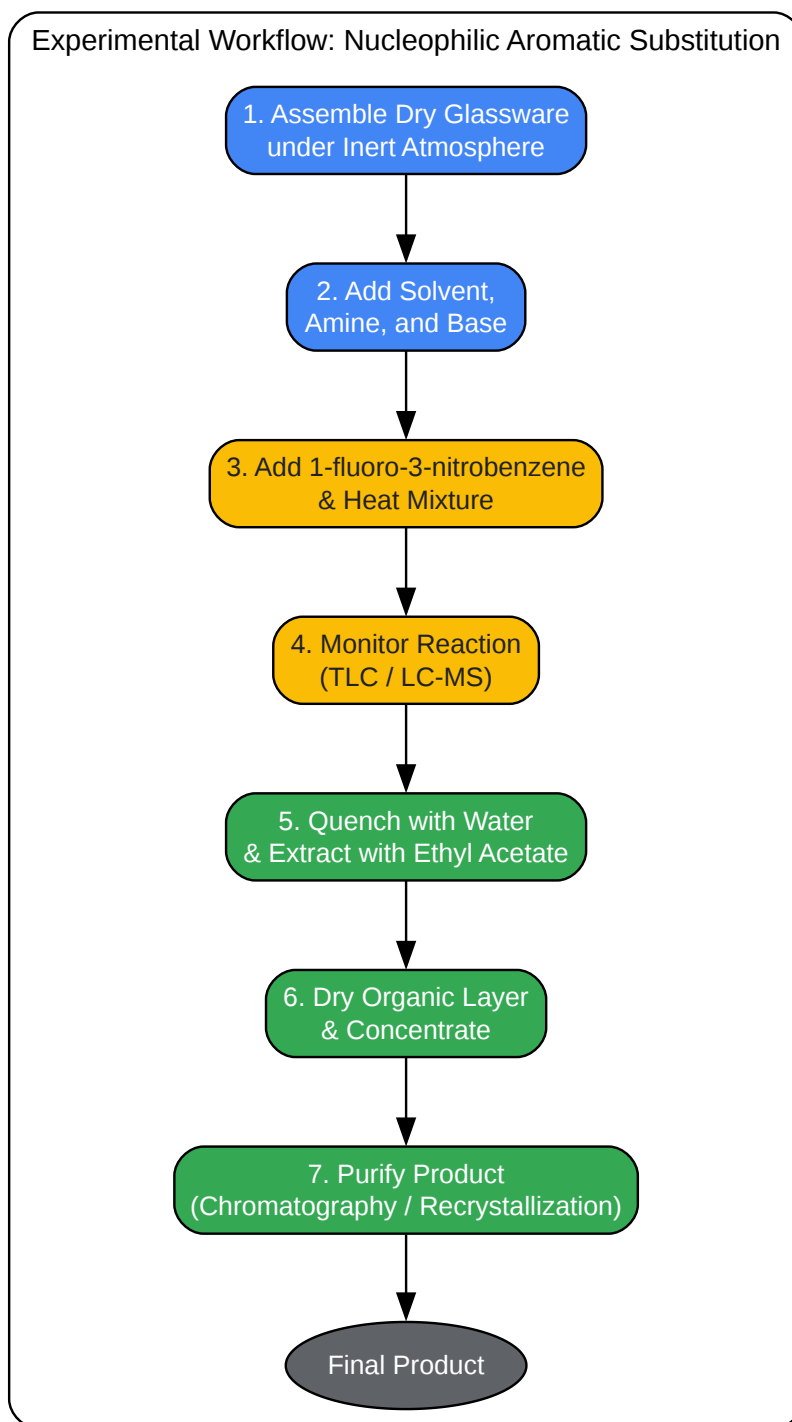 Experimental Workflow: Nucleophilic Aromatic Substitution
1. Assemble Dry Glassware
under Inert Atmosphere
2. Add Solvent,
Amine, and Base
3. Add 1-fluoro-3-nitrobenzene
& Heat Mixture
4. Monitor Reaction
(TLC / LC-MS)
5. Quench with Water
& Extract with Ethyl Acetate
6. Dry Organic Layer
& Concentrate
7. Purify Product
(Chromatography / Recrystallization)
Final Product